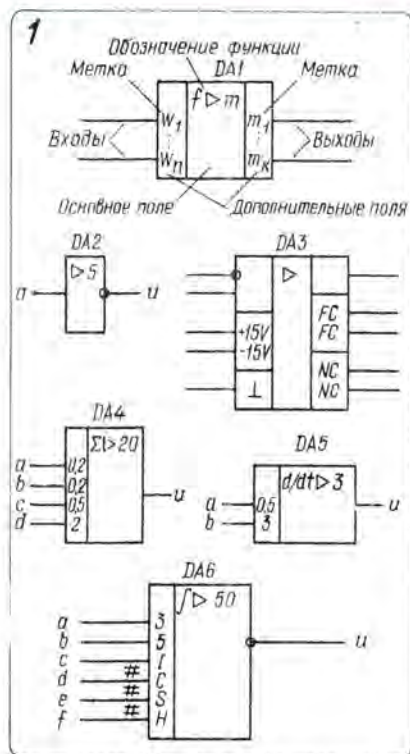 1
Обозначение функции
Метка DA1 Метка
f▷m
W₁ m₁
Входы Выходы
Wₙ mₖ
Основное поле Дополнительные поля
DA2 DA3
▷5 ▷
a u
FC
+15V FC
-15V
NC
⊥ NC
DA4
Σ▷20 DA5
a 0,2
b 0,2 u d/dt▷3
c 0,5 a 0,5 u
d 2 b 3
DA6
∫▷ 50
a 3
b 5 u
c I
d # C
e # S
f # H